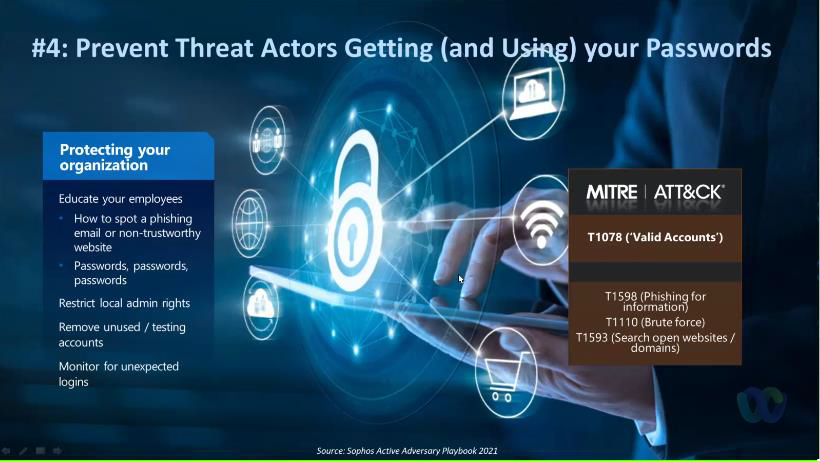 #4: Prevent Threat Actors Getting (and Using) your Passwords
Protecting your
organization
Educate your employees
• How to spot a phishing
email or non-trustworthy
website
• Passwords, passwords,
passwords
Restrict local admin rights
Remove unused / testing
accounts
Monitor for unexpected
logins
MITRE | ATT&CK®
T1078 (‘Valid Accounts’)
T1598 (Phishing for
information)
T1110 (Brute force)
T1593 (Search open websites /
domains)
Source: Sophos Active Adversary Playbook 2021